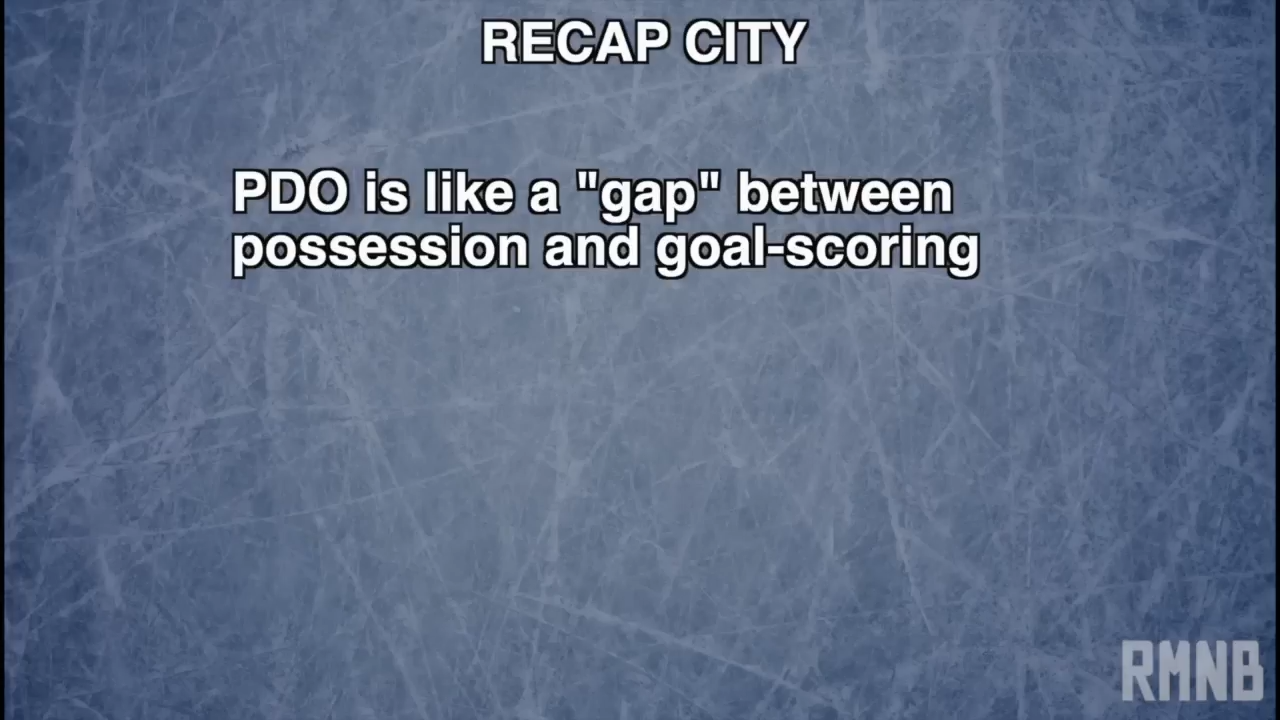 RECAP CITY
PDO is like a "gap" between
possession and goal-scoring
RMNB